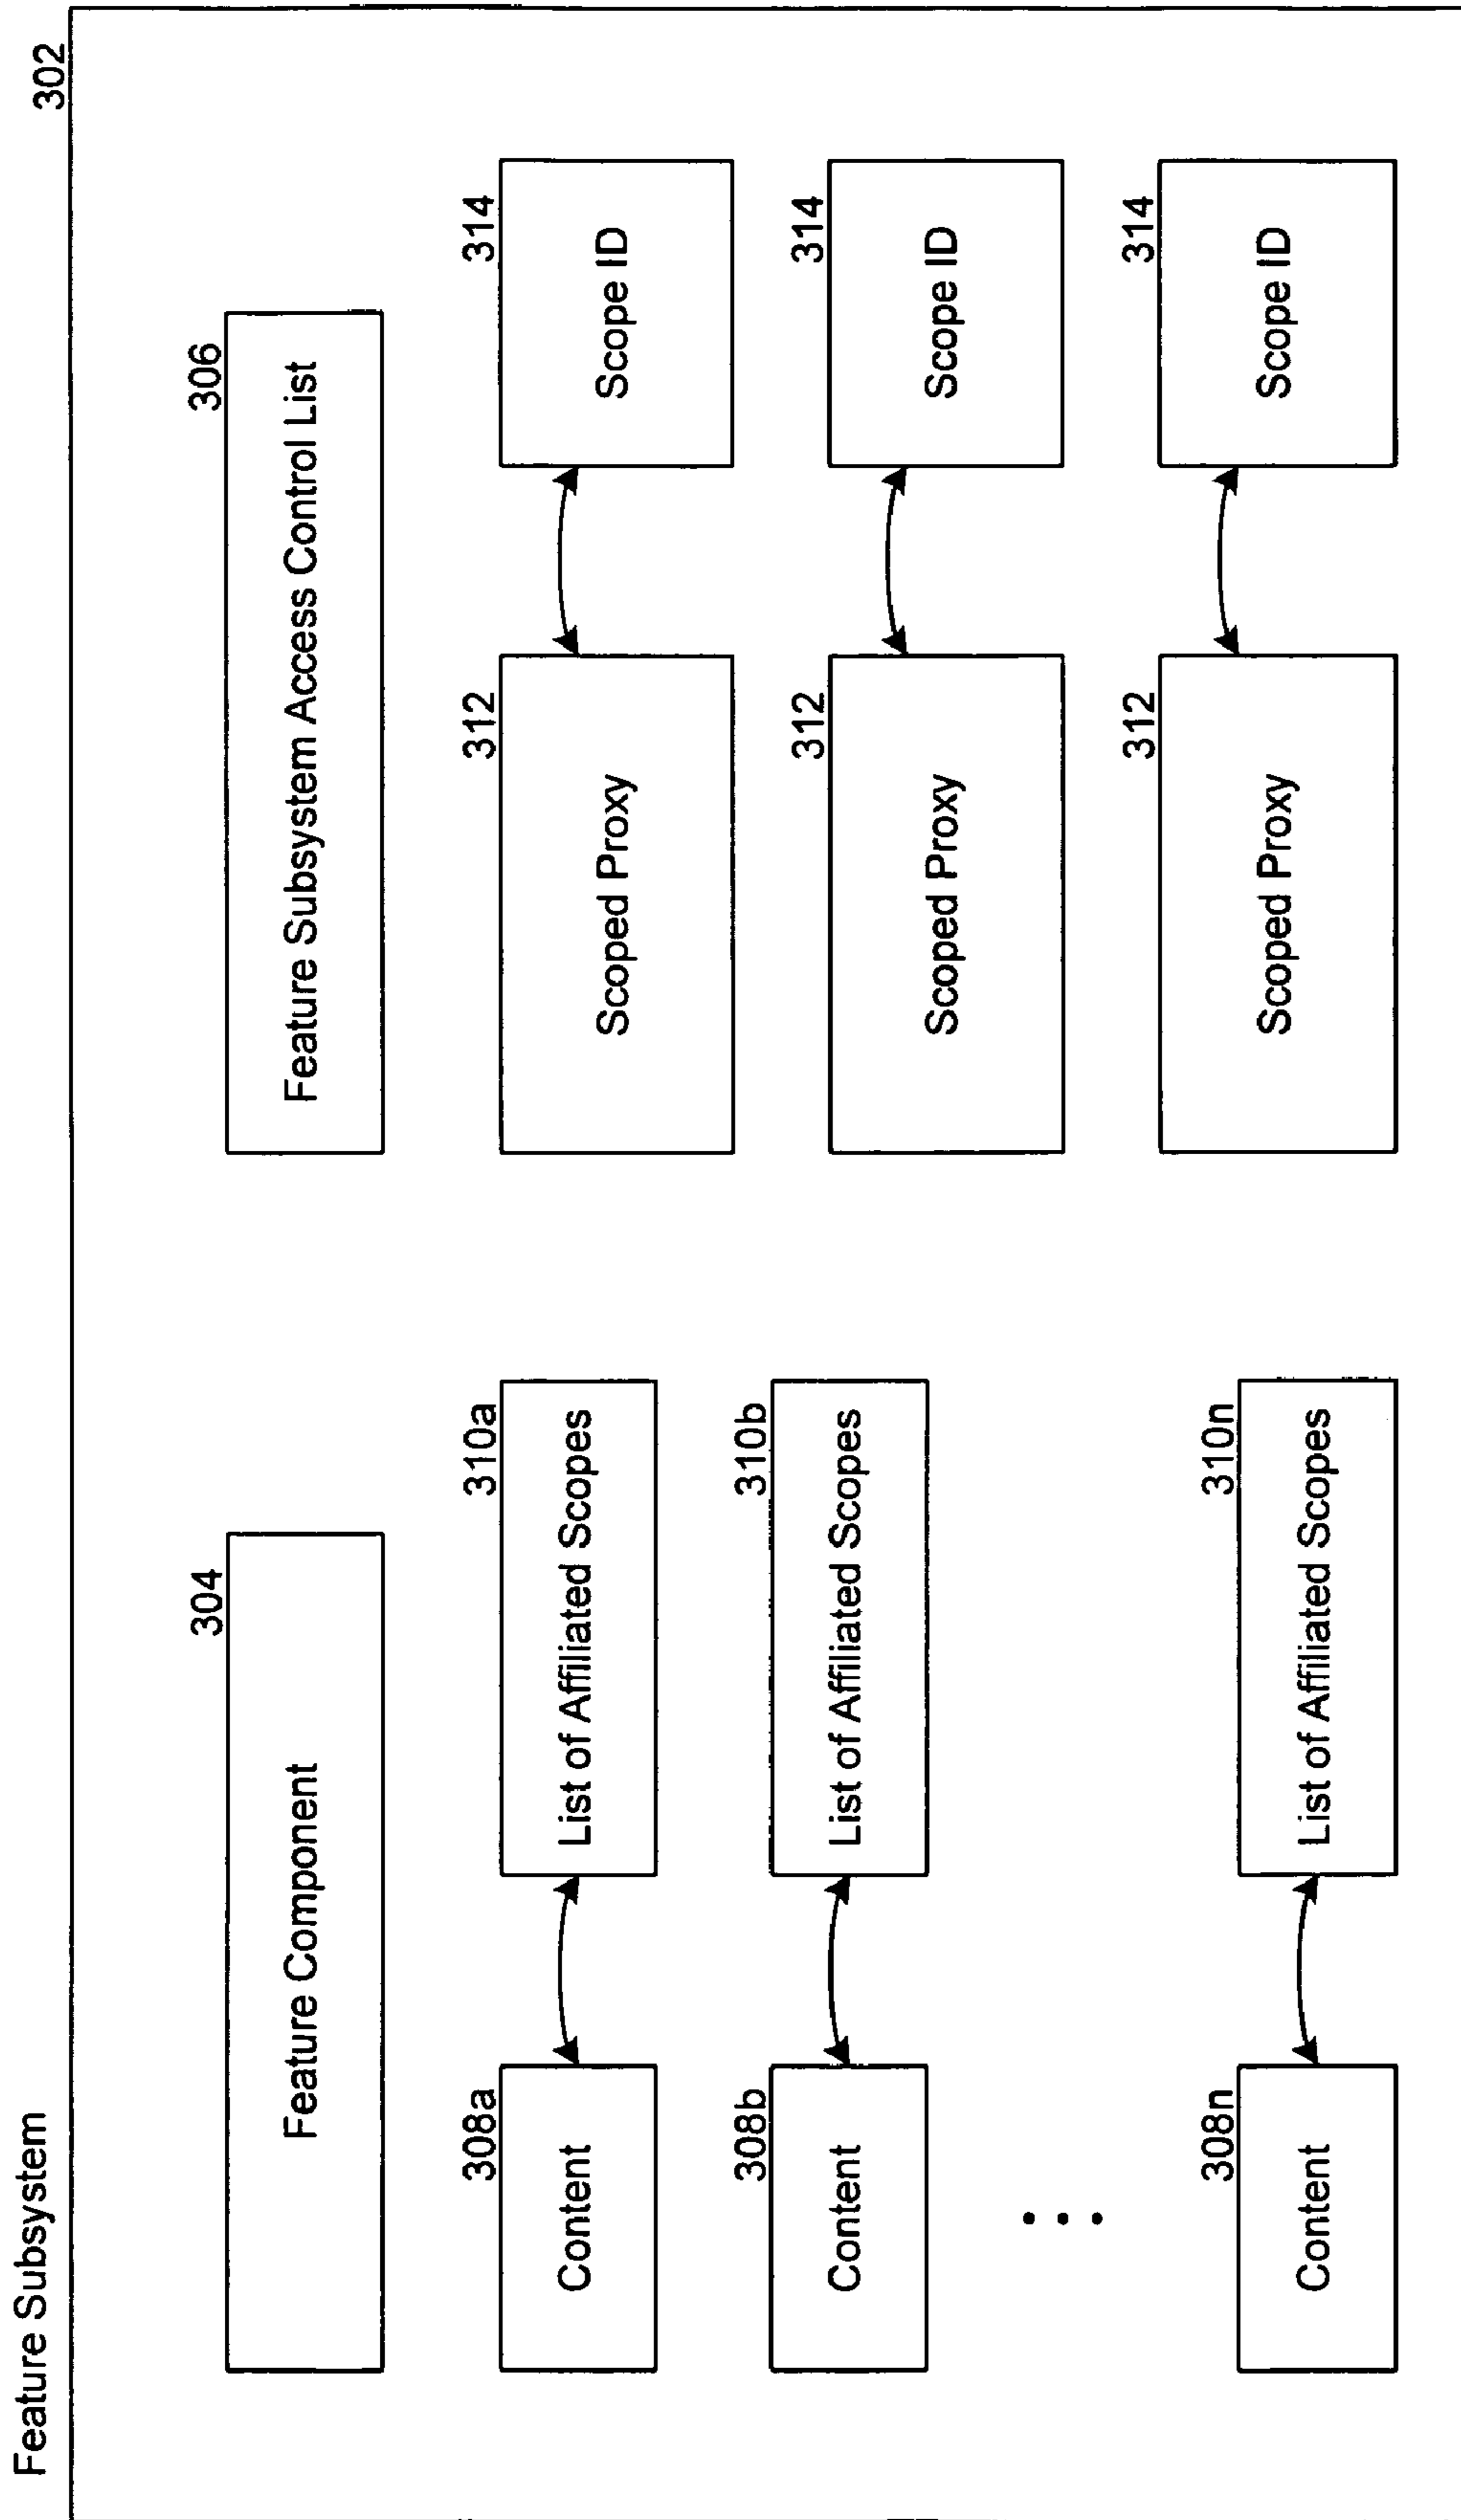 Feature Subsystem
302
304
Feature Component
306
Feature Subsystem Access Control List
308a
Content
310a
List of Affiliated Scopes
308b
Content
310b
List of Affiliated Scopes
308n
Content
310n
List of Affiliated Scopes
312
Scoped Proxy
314
Scope ID
312
Scoped Proxy
314
Scope ID
312
Scoped Proxy
314
Scope ID